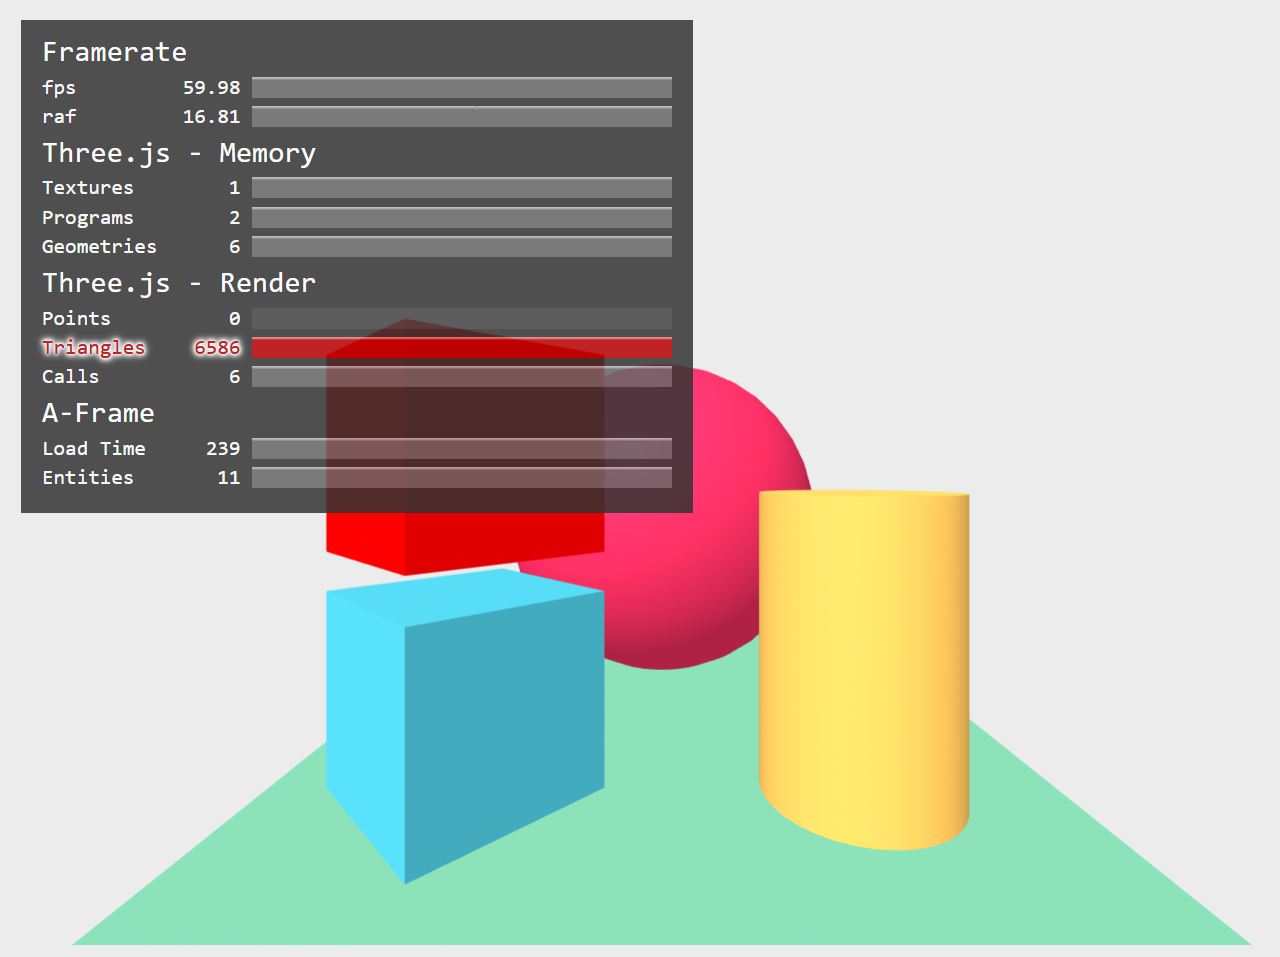 Framerate
fps 59.98
raf 16.81
Three.js - Memory
Textures 1
Programs 2
Geometries 6
Three.js - Render
Points 0
Triangles 6586
Calls 6
A-Frame
Load Time 239
Entities 11